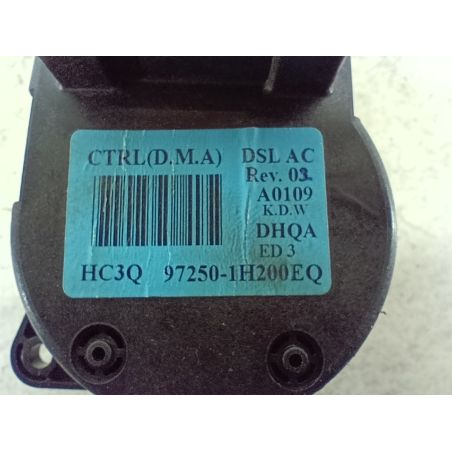 CTRL(D.M.A) DSL AC
Rev. 03
A0109
K.D.W
DHQA
ED 3
HC3Q 97250-1H200EQ